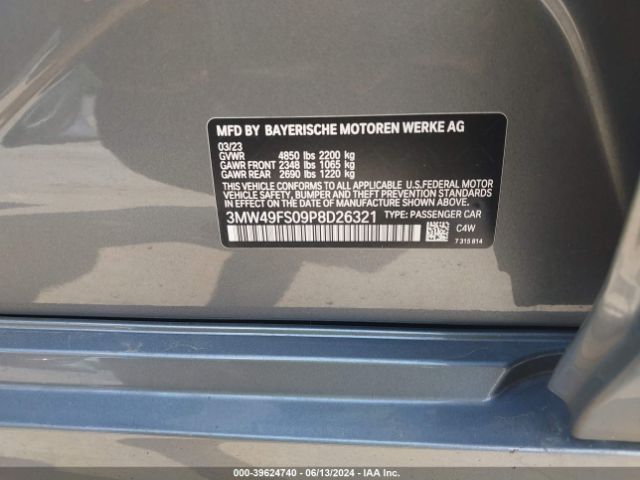 MFD BY BAYERISCHE MOTOREN WERKE AG
03/23
GVWR 4850 lbs 2200 kg
GAWR FRONT 2348 lbs 1065 kg
GAWR REAR 2690 lbs 1220 kg
THIS VEHICLE CONFORMS TO ALL APPLICABLE U.S.FEDERAL MOTOR
VEHICLE SAFETY, BUMPER AND THEFT PREVENTION STANDARDS
IN EFFECT ON THE DATE OF MANUFACTURE SHOWN ABOVE.
3MW49FS09P8D26321 TYPE: PASSENGER CAR
C4W
7 315 814
000-39624740 - 06/13/2024 - IAA Inc. Copyright